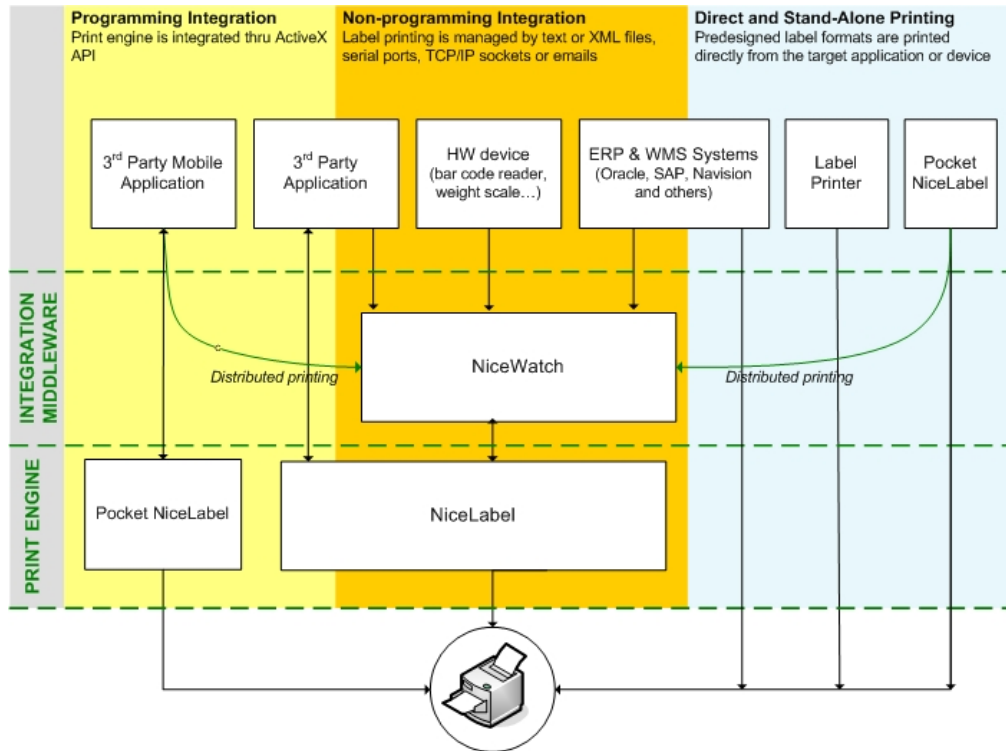 Programming Integration
Print engine is integrated thru ActiveX
API
Non-programming Integration
Label printing is managed by text or XML files,
serial ports, TCP/IP sockets or emails
Direct and Stand-Alone Printing
Predesigned label formats are printed
directly from the target application or device
3rd Party Mobile
Application
3rd Party
Application
HW device
(bar code reader,
weight scale...)
ERP & WMS Systems
(Oracle, SAP, Navision
and others)
Label
Printer
Pocket
NiceLabel
INTEGRATION
MIDDLEWARE
NiceWatch
Distributed printing
Distributed printing
PRINT ENGINE
Pocket NiceLabel
NiceLabel